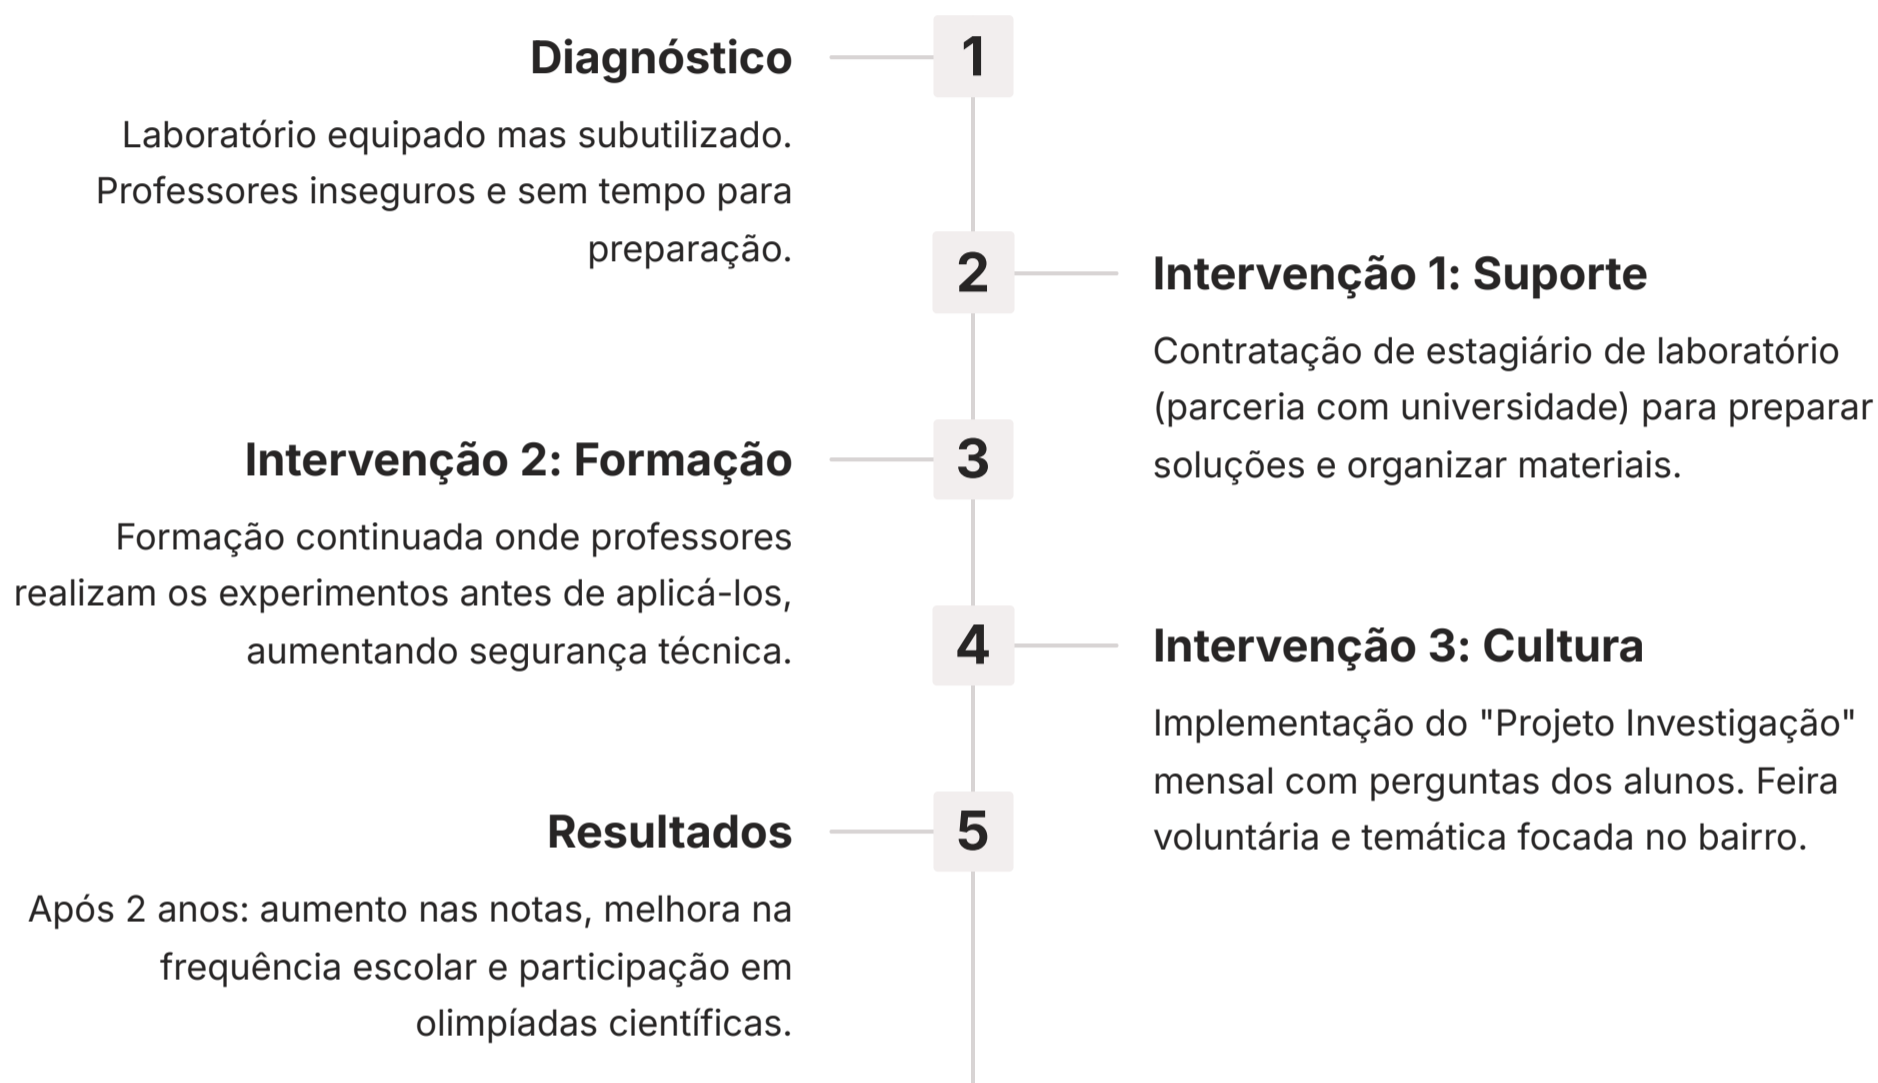 Diagnóstico
1
Laboratório equipado mas subutilizado.
Professores inseguros e sem tempo para
preparação.
2
Intervenção 1: Suporte
Contratação de estagiário de laboratório
(parceria com universidade) para preparar
soluções e organizar materiais.
Intervenção 2: Formação
3
Formação continuada onde professores
realizam os experimentos antes de aplicá-los,
aumentando segurança técnica.
4
Intervenção 3: Cultura
Implementação do "Projeto Investigação"
mensal com perguntas dos alunos. Feira
voluntária e temática focada no bairro.
Resultados
5
Após 2 anos: aumento nas notas, melhora na
frequência escolar e participação em
olimpíadas científicas.